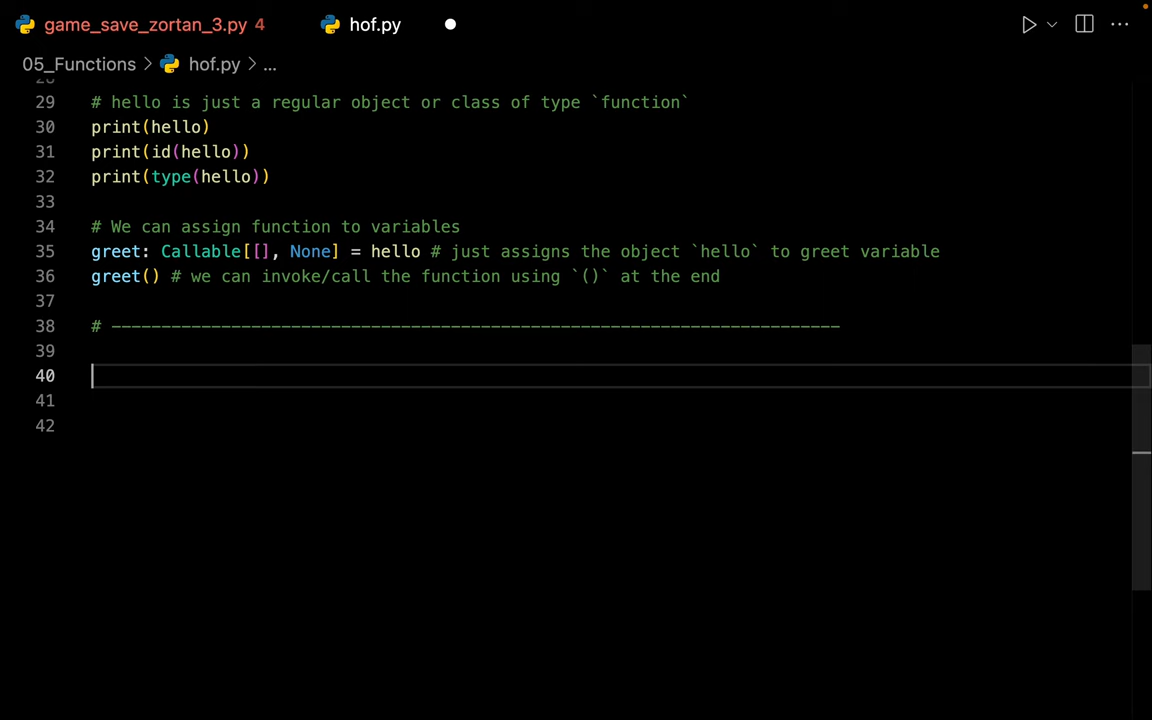 game_save_zortan_3.py 4 hof.py
05_Functions > hof.py > ...
28
29 # hello is just a regular object or class of type `function`
30 print(hello)
31 print(id(hello))
32 print(type(hello))
33
34 # We can assign function to variables
35 greet: Callable[[], None] = hello # just assigns the object `hello` to greet variable
36 greet() # we can invoke/call the function using `()` at the end
37
38 # -------------------------------------------------------------------------
39
40
41
42